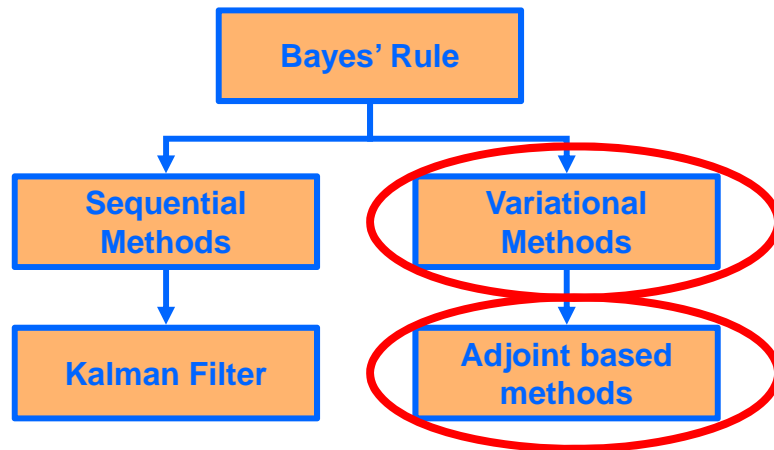 Bayes’ Rule
Sequential
Methods
Variational
Methods
Kalman Filter
Adjoint based
methods